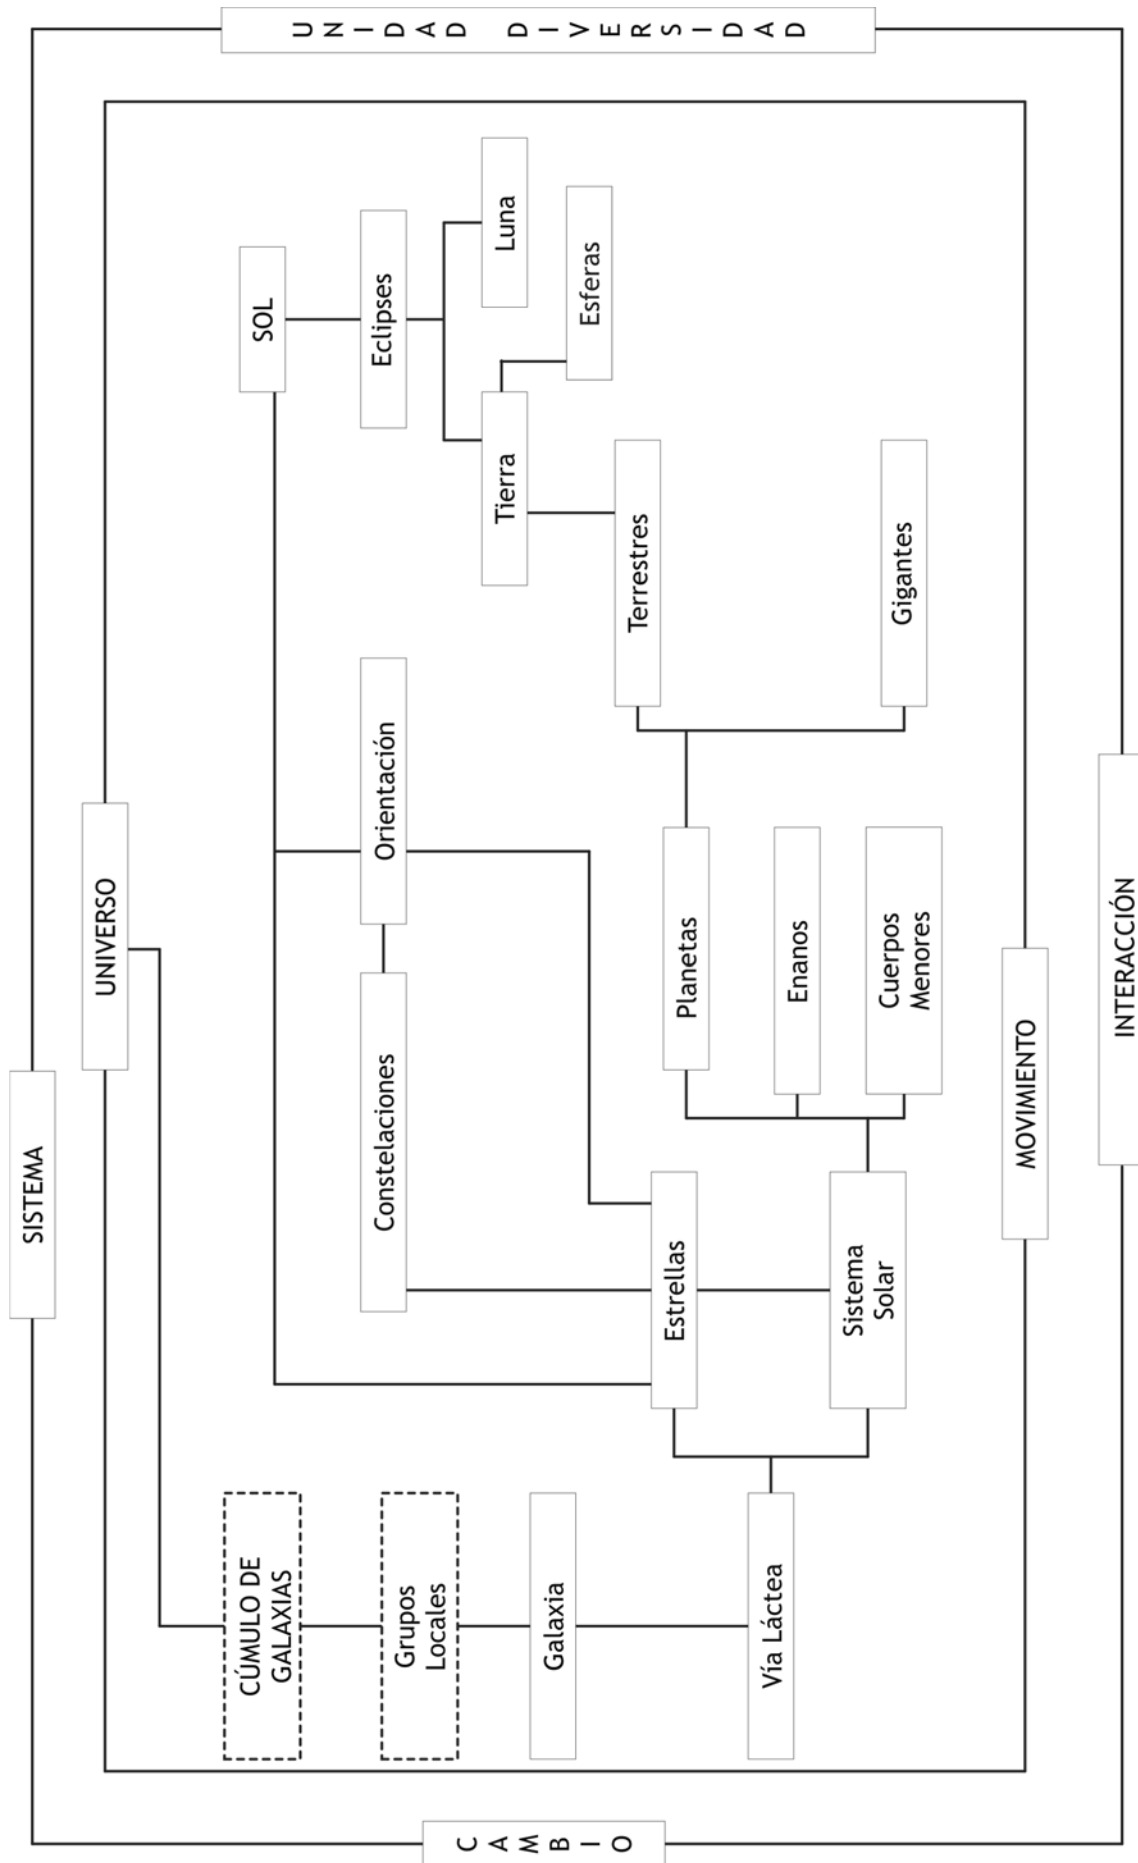 SISTEMA
UNIVERSO
CÚMULO DE
GALAXIAS
SOL
Grupos
Locales
Constelaciones
Orientación
Eclipses
Galaxia
Tierra
Luna
Esferas
Estrellas
Planetas
Terrestres
Vía Láctea
Enanos
Sistema
Solar
Cuerpos
Menores
Gigantes
MOVIMIENTO
INTERACCIÓN
CAMBIO
UNIDAD DIVERSIDAD